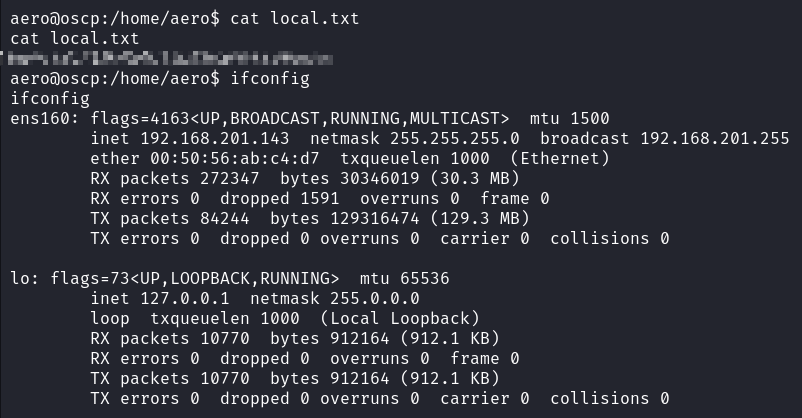 aero@oscp:/home/aero$ cat local.txt
cat local.txt
aero@oscp:/home/aero$ ifconfig
ifconfig
ens160: flags=4163<UP,BROADCAST,RUNNING,MULTICAST>  mtu 1500
        inet 192.168.201.143  netmask 255.255.255.0  broadcast 192.168.201.255
        ether 00:50:56:ab:c4:d7  txqueuelen 1000  (Ethernet)
        RX packets 272347  bytes 30346019 (30.3 MB)
        RX errors 0  dropped 1591  overruns 0  frame 0
        TX packets 84244  bytes 129316474 (129.3 MB)
        TX errors 0  dropped 0 overruns 0  carrier 0  collisions 0

lo: flags=73<UP,LOOPBACK,RUNNING>  mtu 65536
        inet 127.0.0.1  netmask 255.0.0.0
        loop  txqueuelen 1000  (Local Loopback)
        RX packets 10770  bytes 912164 (912.1 KB)
        RX errors 0  dropped 0  overruns 0  frame 0
        TX packets 10770  bytes 912164 (912.1 KB)
        TX errors 0  dropped 0 overruns 0  carrier 0  collisions 0